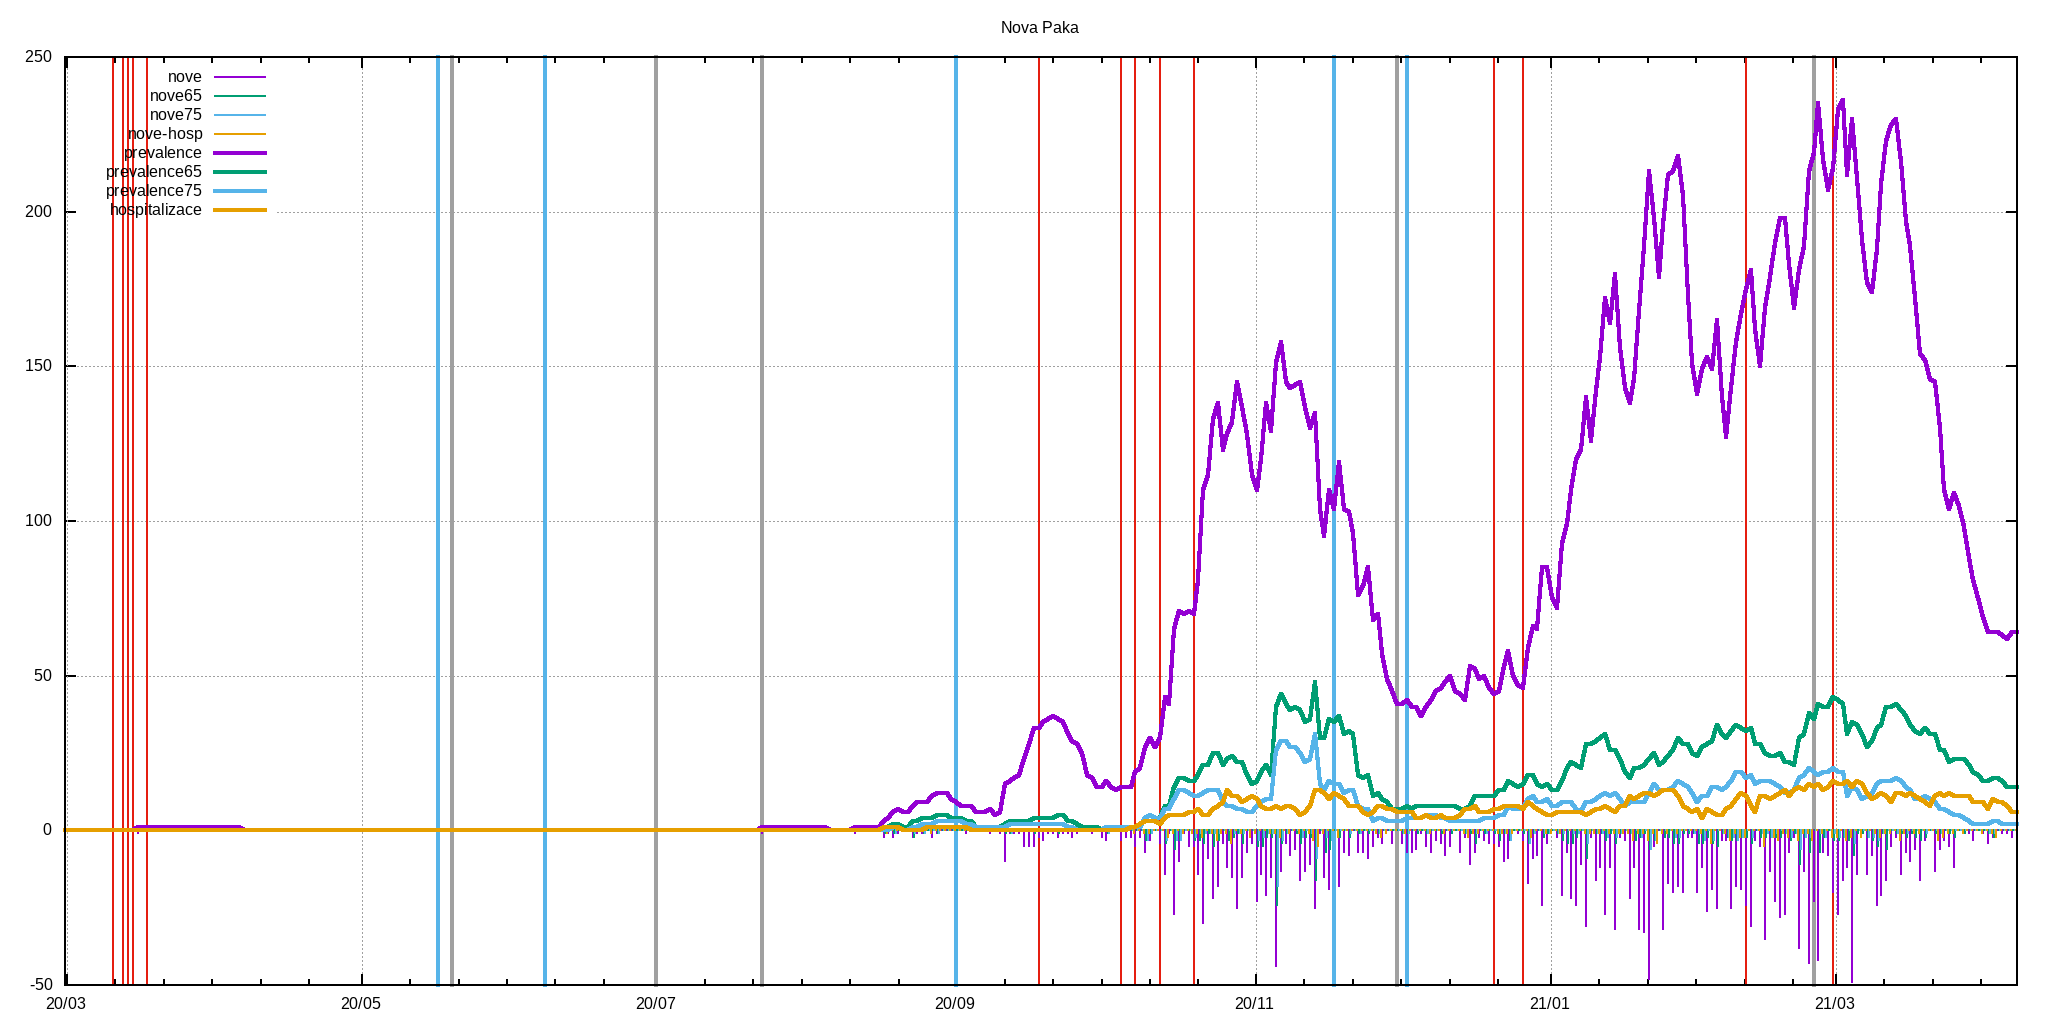 Nova Paka
250
200
150
100
50
0
-50
nove
nove65
nove75
nove-hosp
prevalence
prevalence65
prevalence75
hospitalizace
20/03 20/05 20/07 20/09 20/11 21/01 21/03